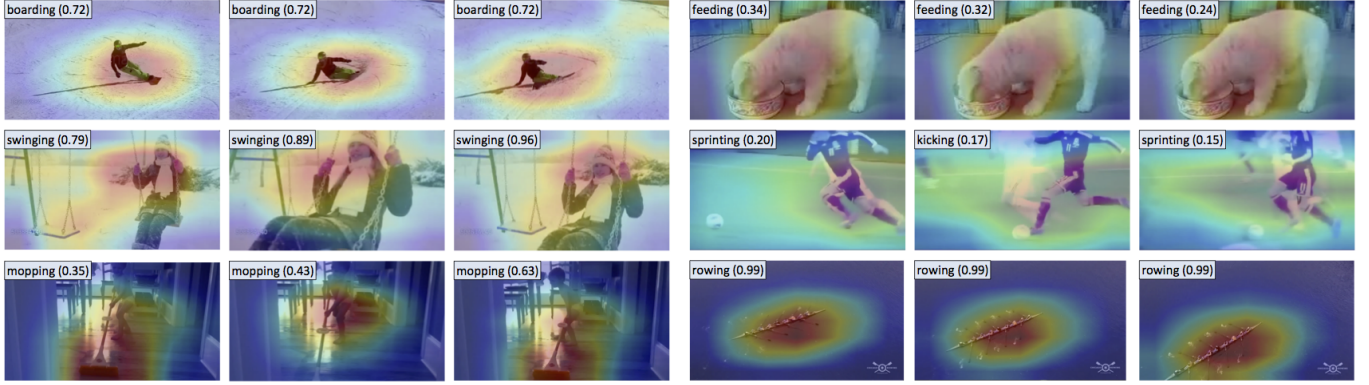 boarding (0.72) boarding (0.72) boarding (0.72) feeding (0.34) feeding (0.32) feeding (0.24)
swinging (0.79) swinging (0.89) swinging (0.96) sprinting (0.20) kicking (0.17) sprinting (0.15)
mopping (0.35) mopping (0.43) mopping (0.63) rowing (0.99) rowing (0.99) rowing (0.99)